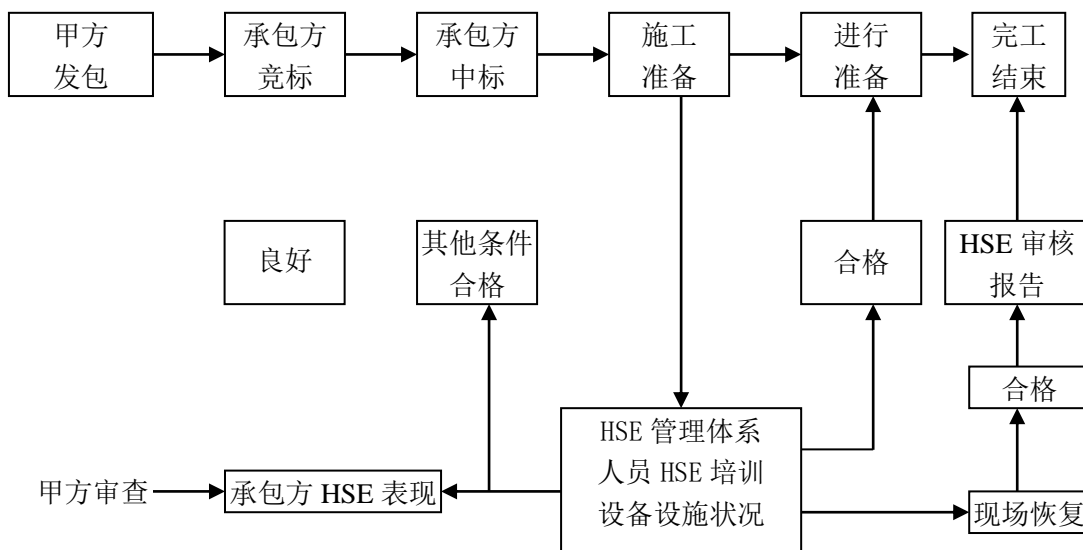 甲方
发包
承包方
竞标
承包方
中标
施工
准备
进行
准备
完工
结束
良好
其他条件
合格
合格
HSE 审核
报告
合格
HSE 管理体系
人员 HSE 培训
设备设施状况
甲方审查
承包方 HSE 表现
现场恢复